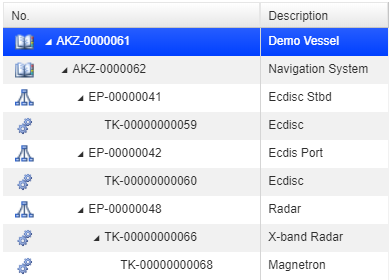 No. Description
AKZ-0000061 Demo Vessel
AKZ-0000062 Navigation System
EP-00000041 Ecdisc Stbd
TK-00000000059 Ecdisc
EP-00000042 Ecdis Port
TK-00000000060 Ecdisc
EP-00000048 Radar
TK-00000000066 X-band Radar
TK-00000000068 Magnetron